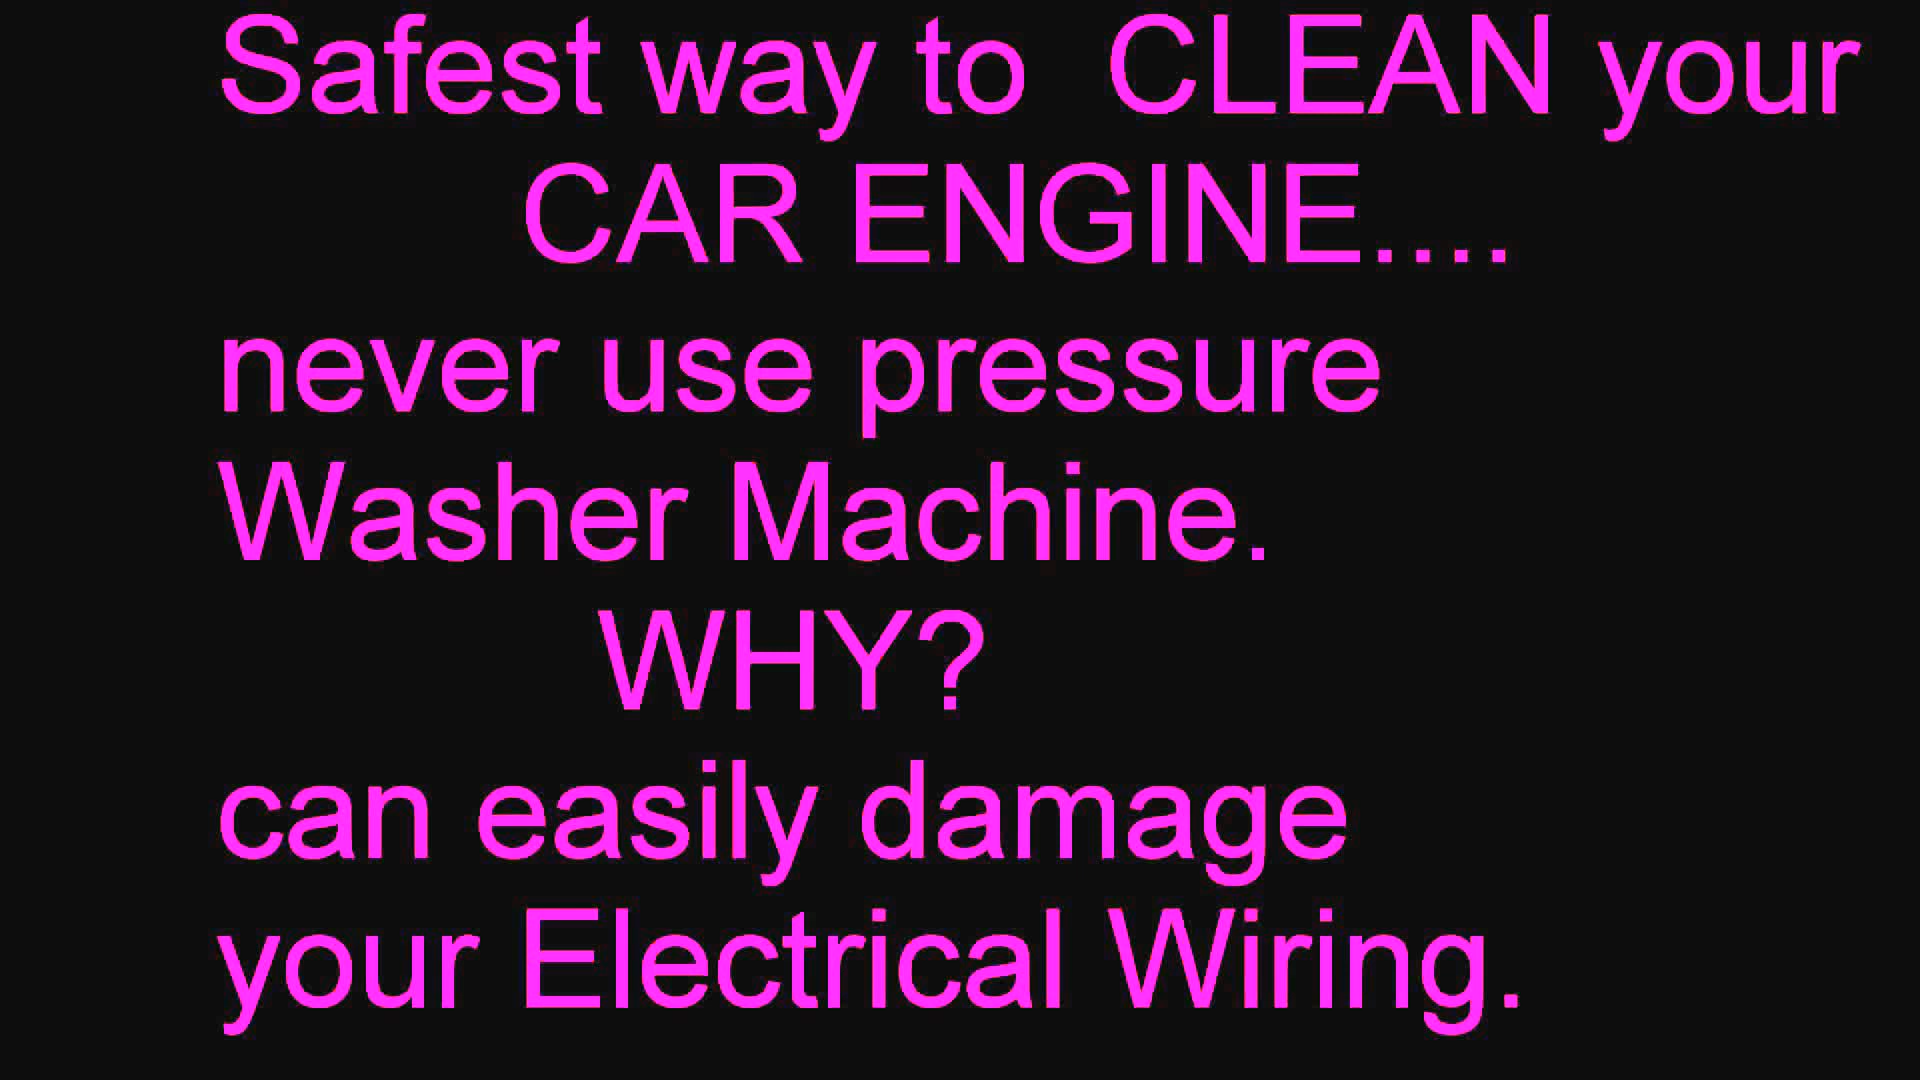 Safest way to CLEAN your
CAR ENGINE....
never use pressure
Washer Machine.
WHY?
can easily damage
your Electrical Wiring.